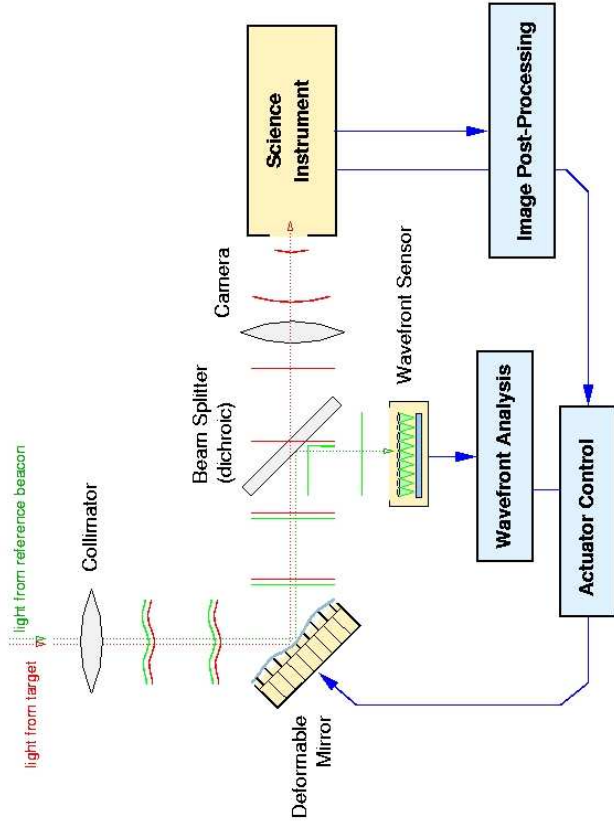 light from target
light from reference beacon
Collimator
Deformable
Mirror
Beam Splitter
(dichroic)
Camera
Science
Instrument
Wavefront Sensor
Wavefront Analysis
Actuator Control
Image Post-Processing